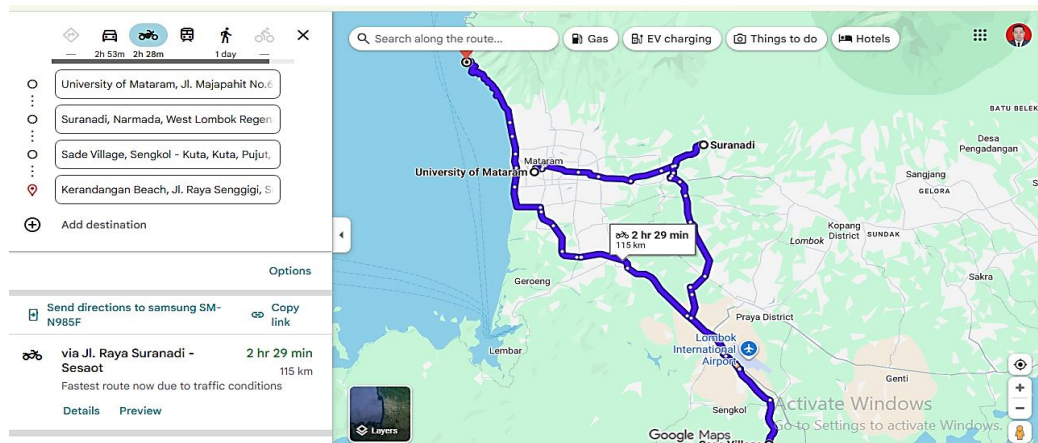 2h 53m
2h 28m
1 day
University of Mataram, Jl. Majapahit No.6
Suranadi, Narmada, West Lombok Regen
Sade Village, Sengkol - Kuta, Kuta, Pujut,
Kerandangan Beach, Jl. Raya Senggigi, S
Add destination
Options
Send directions to samsung SM-
N985F
Copy
link
via Jl. Raya Suranadi -
Sesaot
2 hr 29 min
115 km
Fastest route now due to traffic conditions
Details
Preview
Search along the route...
Gas
EV charging
Things to do
Hotels
BATU BELEK
Desa
Pengadangan
Suranadi
Mataram
University of Mataram
Sangjang
GELORA
2 hr 29 min
115 km
Kopang
District
SUNDAK
Lombok
Geroeng
Sakra
Praya District
Lombok
International
Airport
Lembar
Genti
Sengkol
Layers
Google Maps
Activate Windows
Go to Settings to activate Windows.